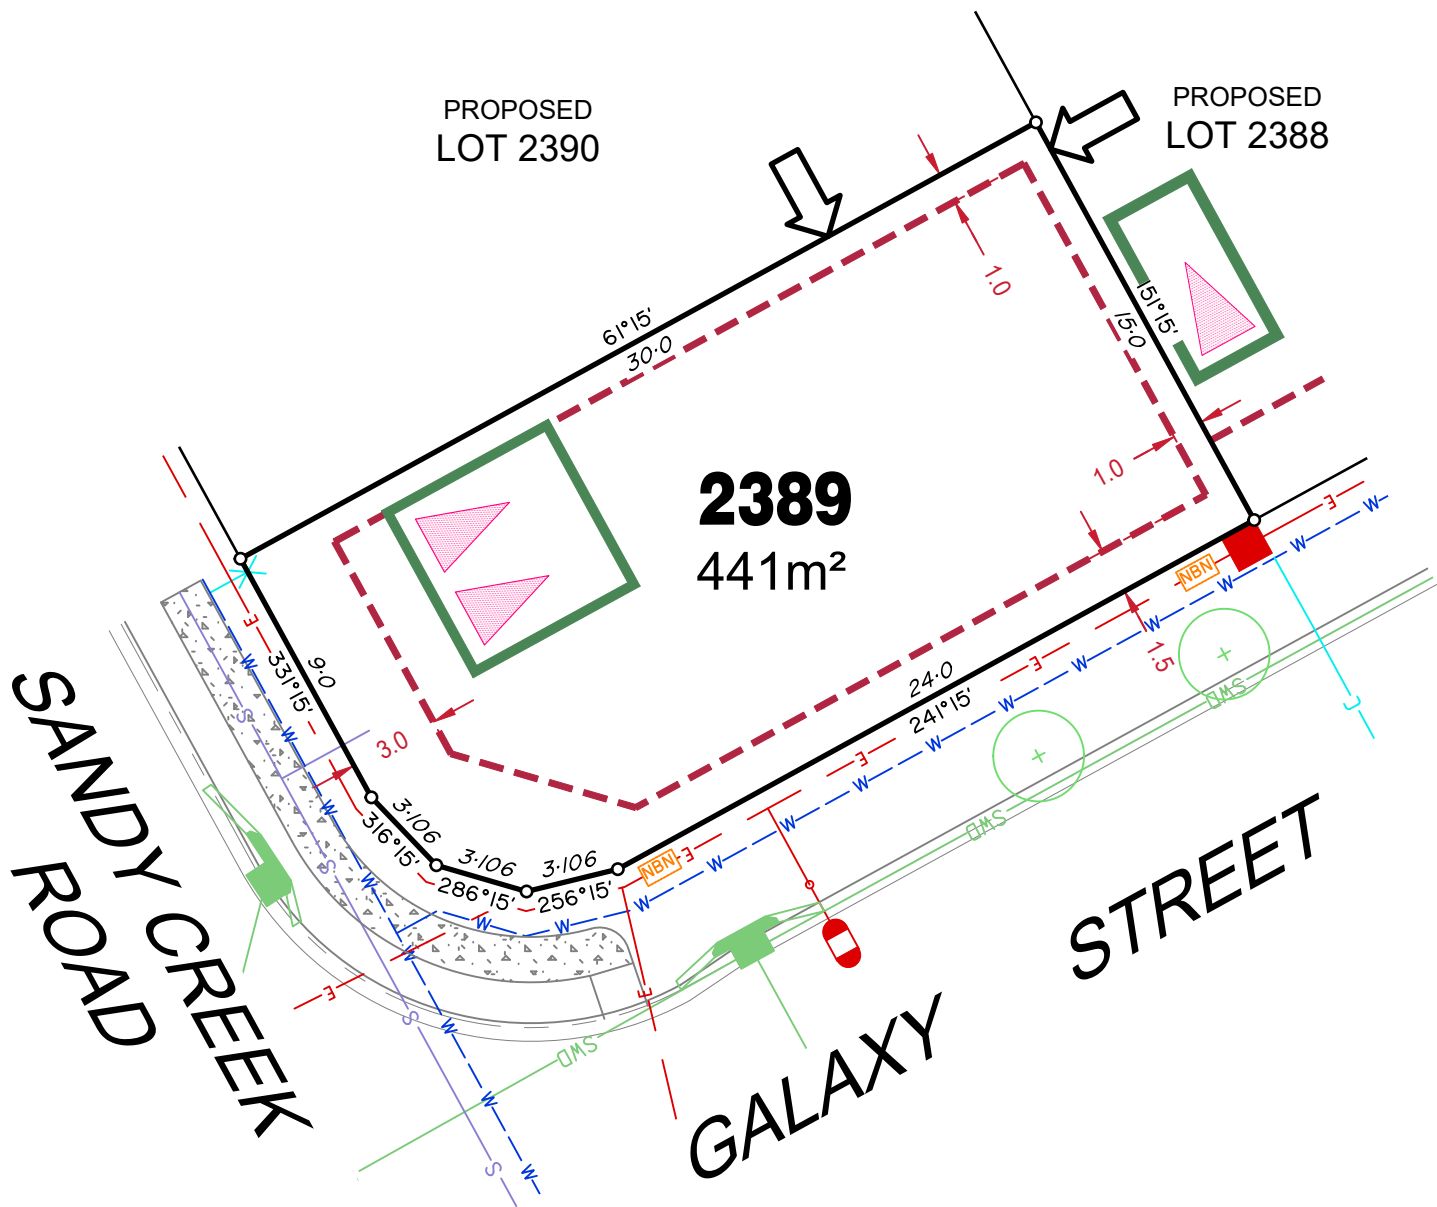 PROPOSED
LOT 2390
PROPOSED
LOT 2388
1.0
61°15'
30·0
151°15'
15·0
1.0
2389
441m²
NBN
E
W
W
W
W
E
1.5
24·0
241°15'
E
W
W
W
SWD
J
E
W
331°15'
9·0
S
W
3.0
W
3·106
316°15'
3·106
286°15'
3·106
256°15'
NBN
E
E
W
W
W
SWD
S
W
W
W
E
E
S
W
SWD
W
S
W
SANDY CREEK
ROAD
GALAXY
STREET